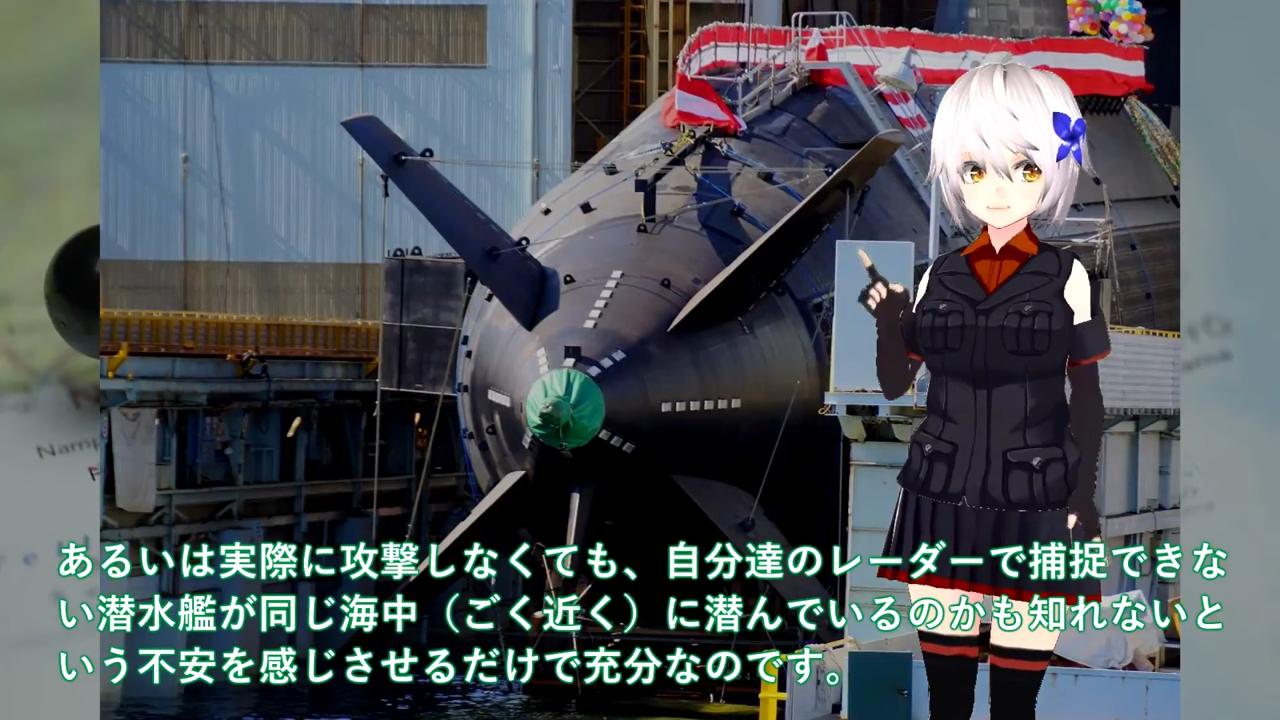 あるいは実際に攻撃しなくても、自分達のレーダーで捕捉できな
い潜水艦が同じ海中（ごく近く）に潜んでいるのかも知れないと
いう不安を感じさせるだけで充分なのです。